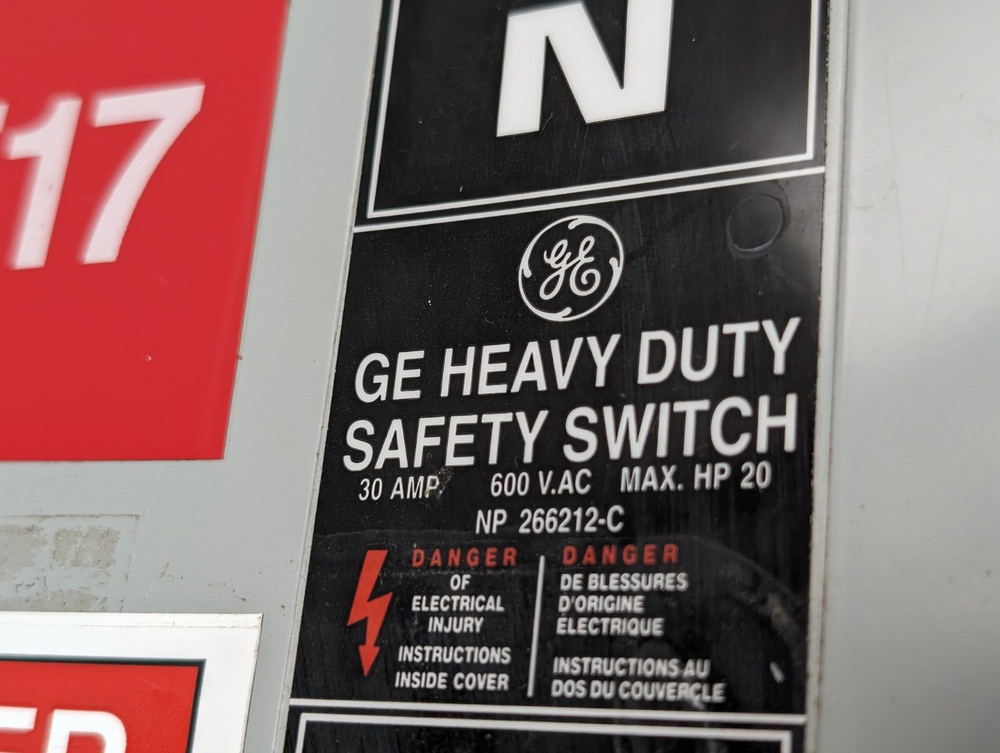 N
17
GE
GE HEAVY DUTY
SAFETY SWITCH
30 AMP. 600 V.AC MAX. HP 20
NP 266212-C
DANGER
OF
ELECTRICAL
INJURY
INSTRUCTIONS
INSIDE COVER
DANGER
DE BLESSURES
D'ORIGINE
ÉLECTRIQUE
INSTRUCTIONS AU
DOS DU COUVERCLE